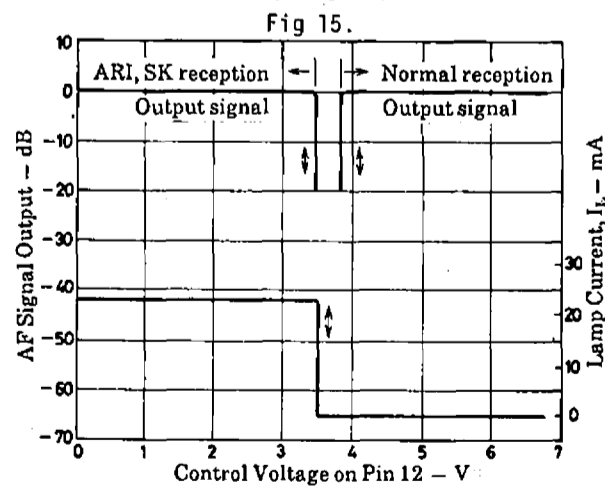 Fig 15.
10
0
-10
-20
-30
-40
-50
-60
-70
AF Signal Output - dB
ARI, SK reception
Output signal
Normal reception
Output signal
30
20
10
0
Lamp Current, IL - mA
0
1
2
3
4
5
6
7
Control Voltage on Pin 12 - V